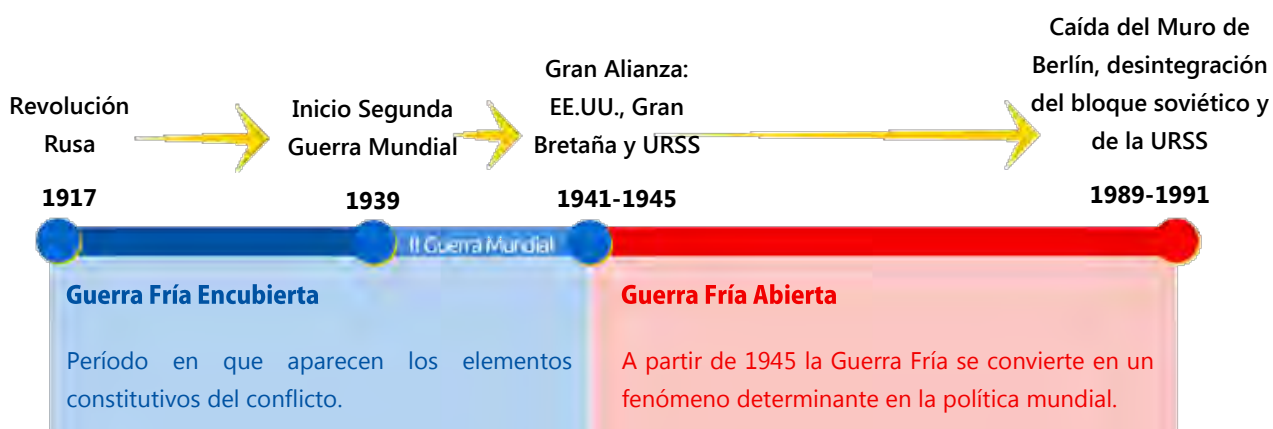 Revolución
Rusa
1917
Inicio Segunda
Guerra Mundial
1939
Gran Alianza:
EE.UU., Gran
Bretaña y URSS
1941-1945
Caída del Muro de
Berlín, desintegración
del bloque soviético y
de la URSS
1989-1991
II Guerra Mundial
Guerra Fría Encubierta
Período en que aparecen los elementos
constitutivos del conflicto.
Guerra Fría Abierta
A partir de 1945 la Guerra Fría se convierte en un
fenómeno determinante en la política mundial.